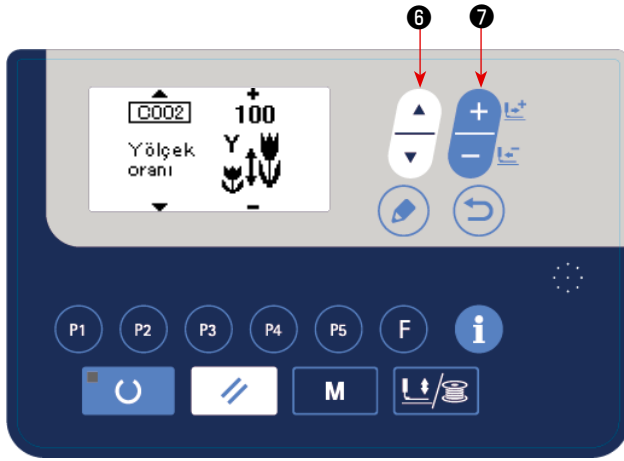 ❻ ❼
C002 + 100
Yölçek
oranı
Y
−
+
−
P1 P2 P3 P4 P5 F i
M
/